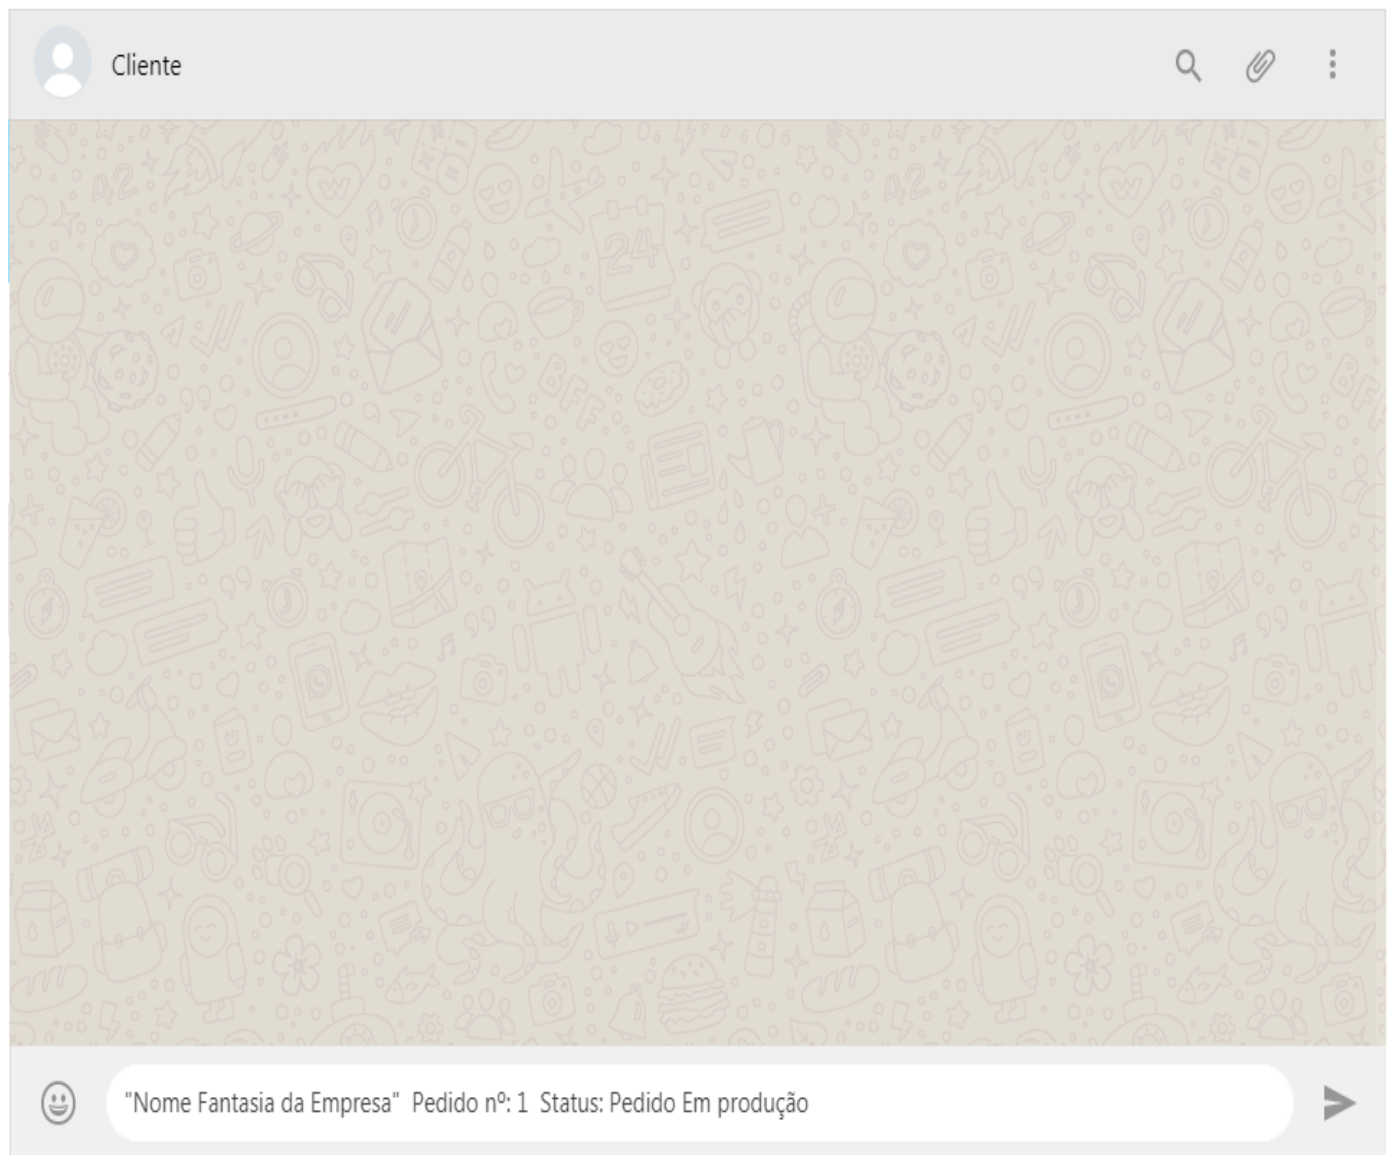 Cliente
"Nome Fantasia da Empresa"  Pedido nº: 1  Status: Pedido Em produção